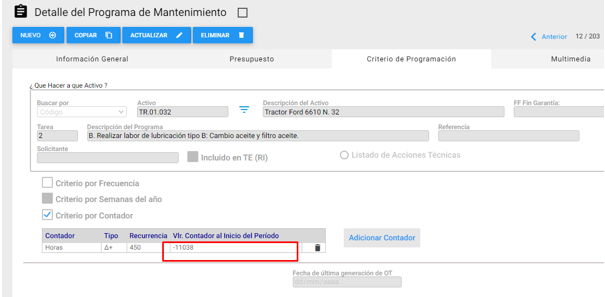 Detalle del Programa de Mantenimiento
NUEVO COPIAR ACTUALIZAR ELIMINAR Anterior 12 / 203
Información General Presupuesto Criterio de Programación Multimedia
¿ Que Hacer a que Activo ?
Buscar por Activo Descripción del Activo FF Fin Garantía:
Código TR.01.032 Tractor Ford 6610 N. 32
Tarea Descripción del Programa Referencia
2 B. Realizar labor de lubricación tipo B: Cambio aceite y filtro aceite.
Solicitante
Incluido en TE (RI) Listado de Acciones Técnicas
Criterio por Frecuencia
Criterio por Semanas del año
Criterio por Contador
Contador Tipo Recurrencia Vlr. Contador al Inicio del Período
Adicionar Contador
Horas Δ+ 450 -11038
Fecha de última generación de OT
dd/mm/aaaa